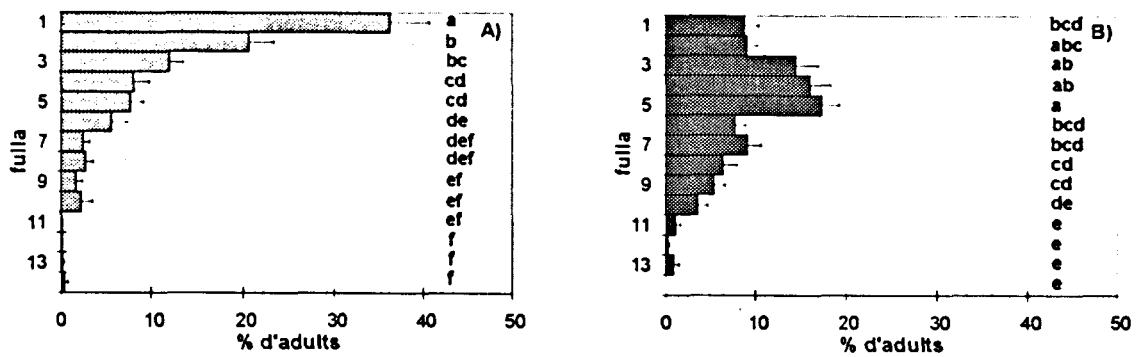 A)
fulla
1
3
5
7
9
11
13
a
b
bc
cd
cd
de
def
def
ef
ef
ef
f
f
f
0
10
20
30
40
50
% d'adults
B)
fulla
1
3
5
7
9
11
13
bcd
abc
ab
ab
a
bcd
bcd
cd
cd
de
e
e
e
e
0
10
20
30
40
50
% d'adults